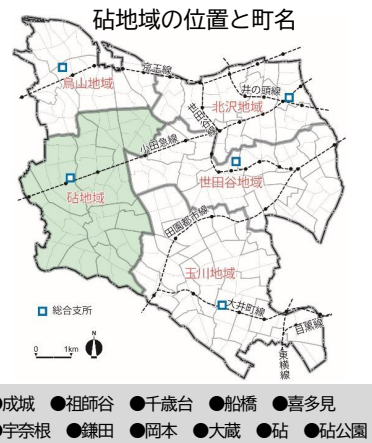 砧地域の位置と町名
京王線
烏山地域
井の頭線
北沢地域
世田谷線
小田急線
世田谷地域
砧地域
田園都市線
玉川地域
大井町線
目黒線
東横線
総合支所
N
0 1km
●成城 ●祖師谷 ●千歳台 ●船橋 ●喜多見
●宇奈根 ●鎌田 ●岡本 ●大蔵 ●砧 ●砧公園